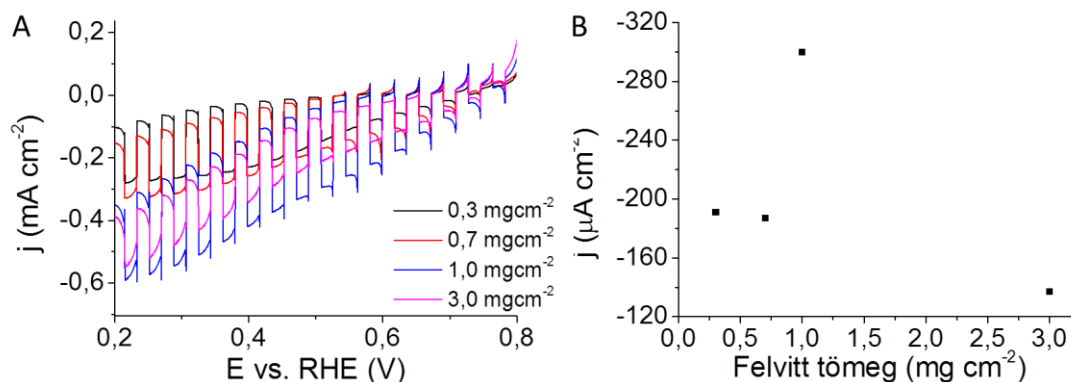 A
0,2
0,0
-0,2
-0,4
-0,6
j (mA cm⁻²)
0,3 mgcm⁻²
0,7 mgcm⁻²
1,0 mgcm⁻²
3,0 mgcm⁻²
0,2 0,4 0,6 0,8
E vs. RHE (V)
B
-320
-280
-240
-200
-160
-120
j (µA cm⁻²)
0,0 0,5 1,0 1,5 2,0 2,5 3,0
Felvitt tömeg (mg cm⁻²)